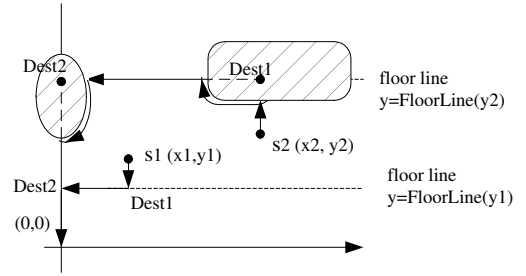 Dest2
Dest1
floor line
y=FloorLine(y2)
s1 (x1,y1)
s2 (x2, y2)
floor line
y=FloorLine(y1)
Dest2
Dest1
(0,0)